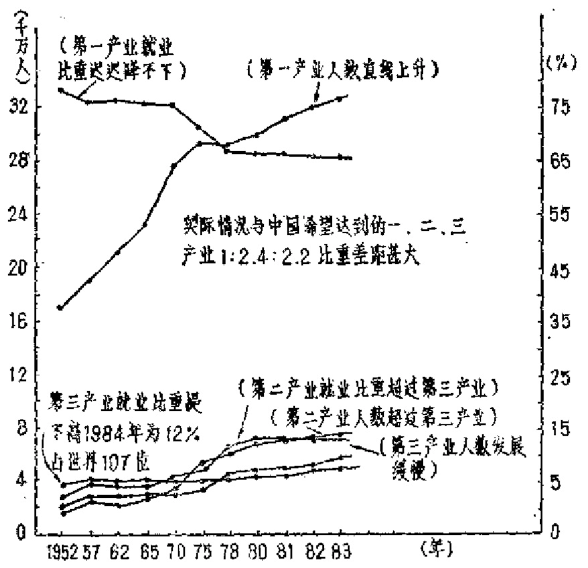 (千万人)
(第一产业就业
比重迟迟降不下)
(第一产业人数直线上升)
(%)
32
28
24
20
16
12
8
4
0
75
65
55
45
35
25
15
5
0
实际情况与中国希望达到的一、二、三
产业1:2.4:2.2比重差距甚大
第三产业就业比重提
不高1984年为12%
占世界107位
(第二产业就业比重超过第三产业)
(第二产业人数超过第三产业)
(第三产业人数发展
缓慢)
1952 57 62 65 70 75 78 80 81 82 83 (年)